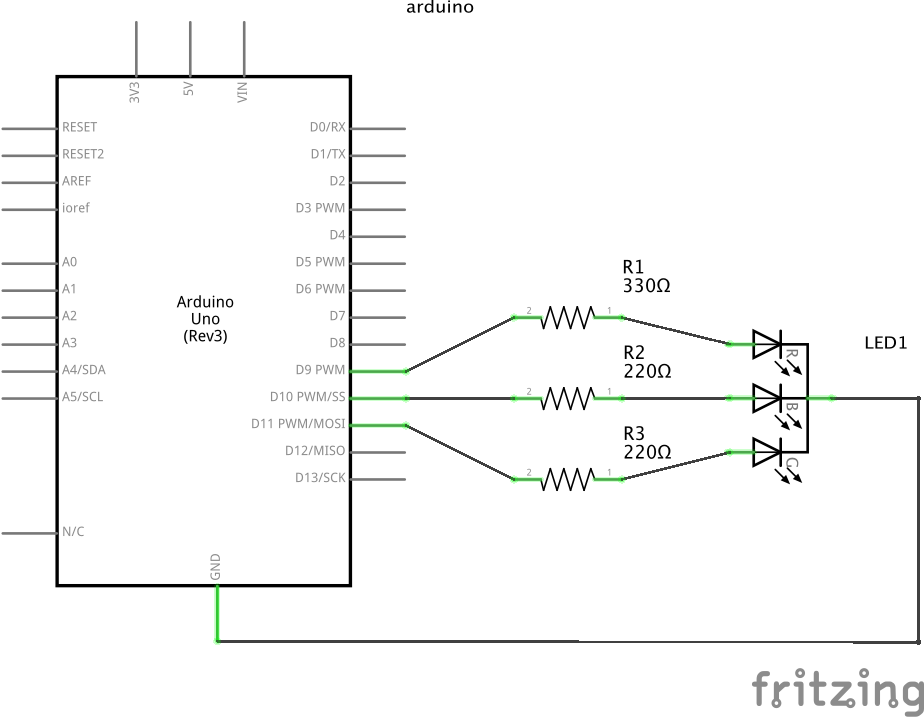 arduino
3V3
5V
VIN
RESET
RESET2
AREF
ioref
A0
A1
A2
A3
A4/SDA
A5/SCL
N/C
Arduino
Uno
(Rev3)
D0/RX
D1/TX
D2
D3 PWM
D4
D5 PWM
D6 PWM
D7
D8
D9 PWM
D10 PWM/SS
D11 PWM/MOSI
D12/MISO
D13/SCK
GND
R1
330Ω
2
1
R2
220Ω
2
1
R3
220Ω
2
1
R
B
G
LED1
fritzing